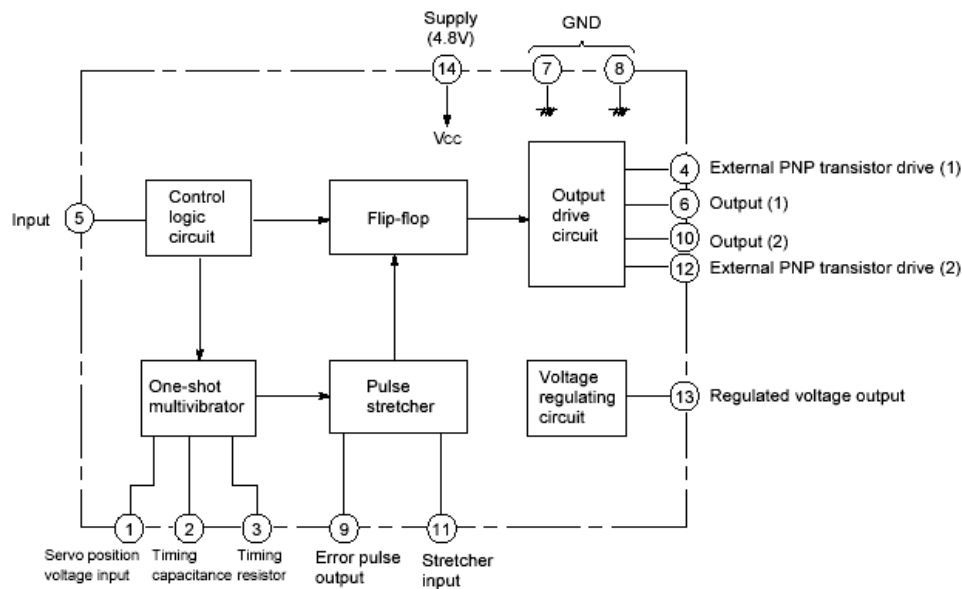 Supply
(4.8V)
GND
14
7
8
Vcc
Input
5
Control
logic
circuit
Flip-flop
Output
drive
circuit
4
External PNP transistor drive (1)
6
Output (1)
10
Output (2)
12
External PNP transistor drive (2)
One-shot
multivibrator
Pulse
stretcher
Voltage
regulating
circuit
13
Regulated voltage output
1
2
3
9
11
Servo position
voltage input
Timing
capacitance
Timing
resistor
Error pulse
output
Stretcher
input